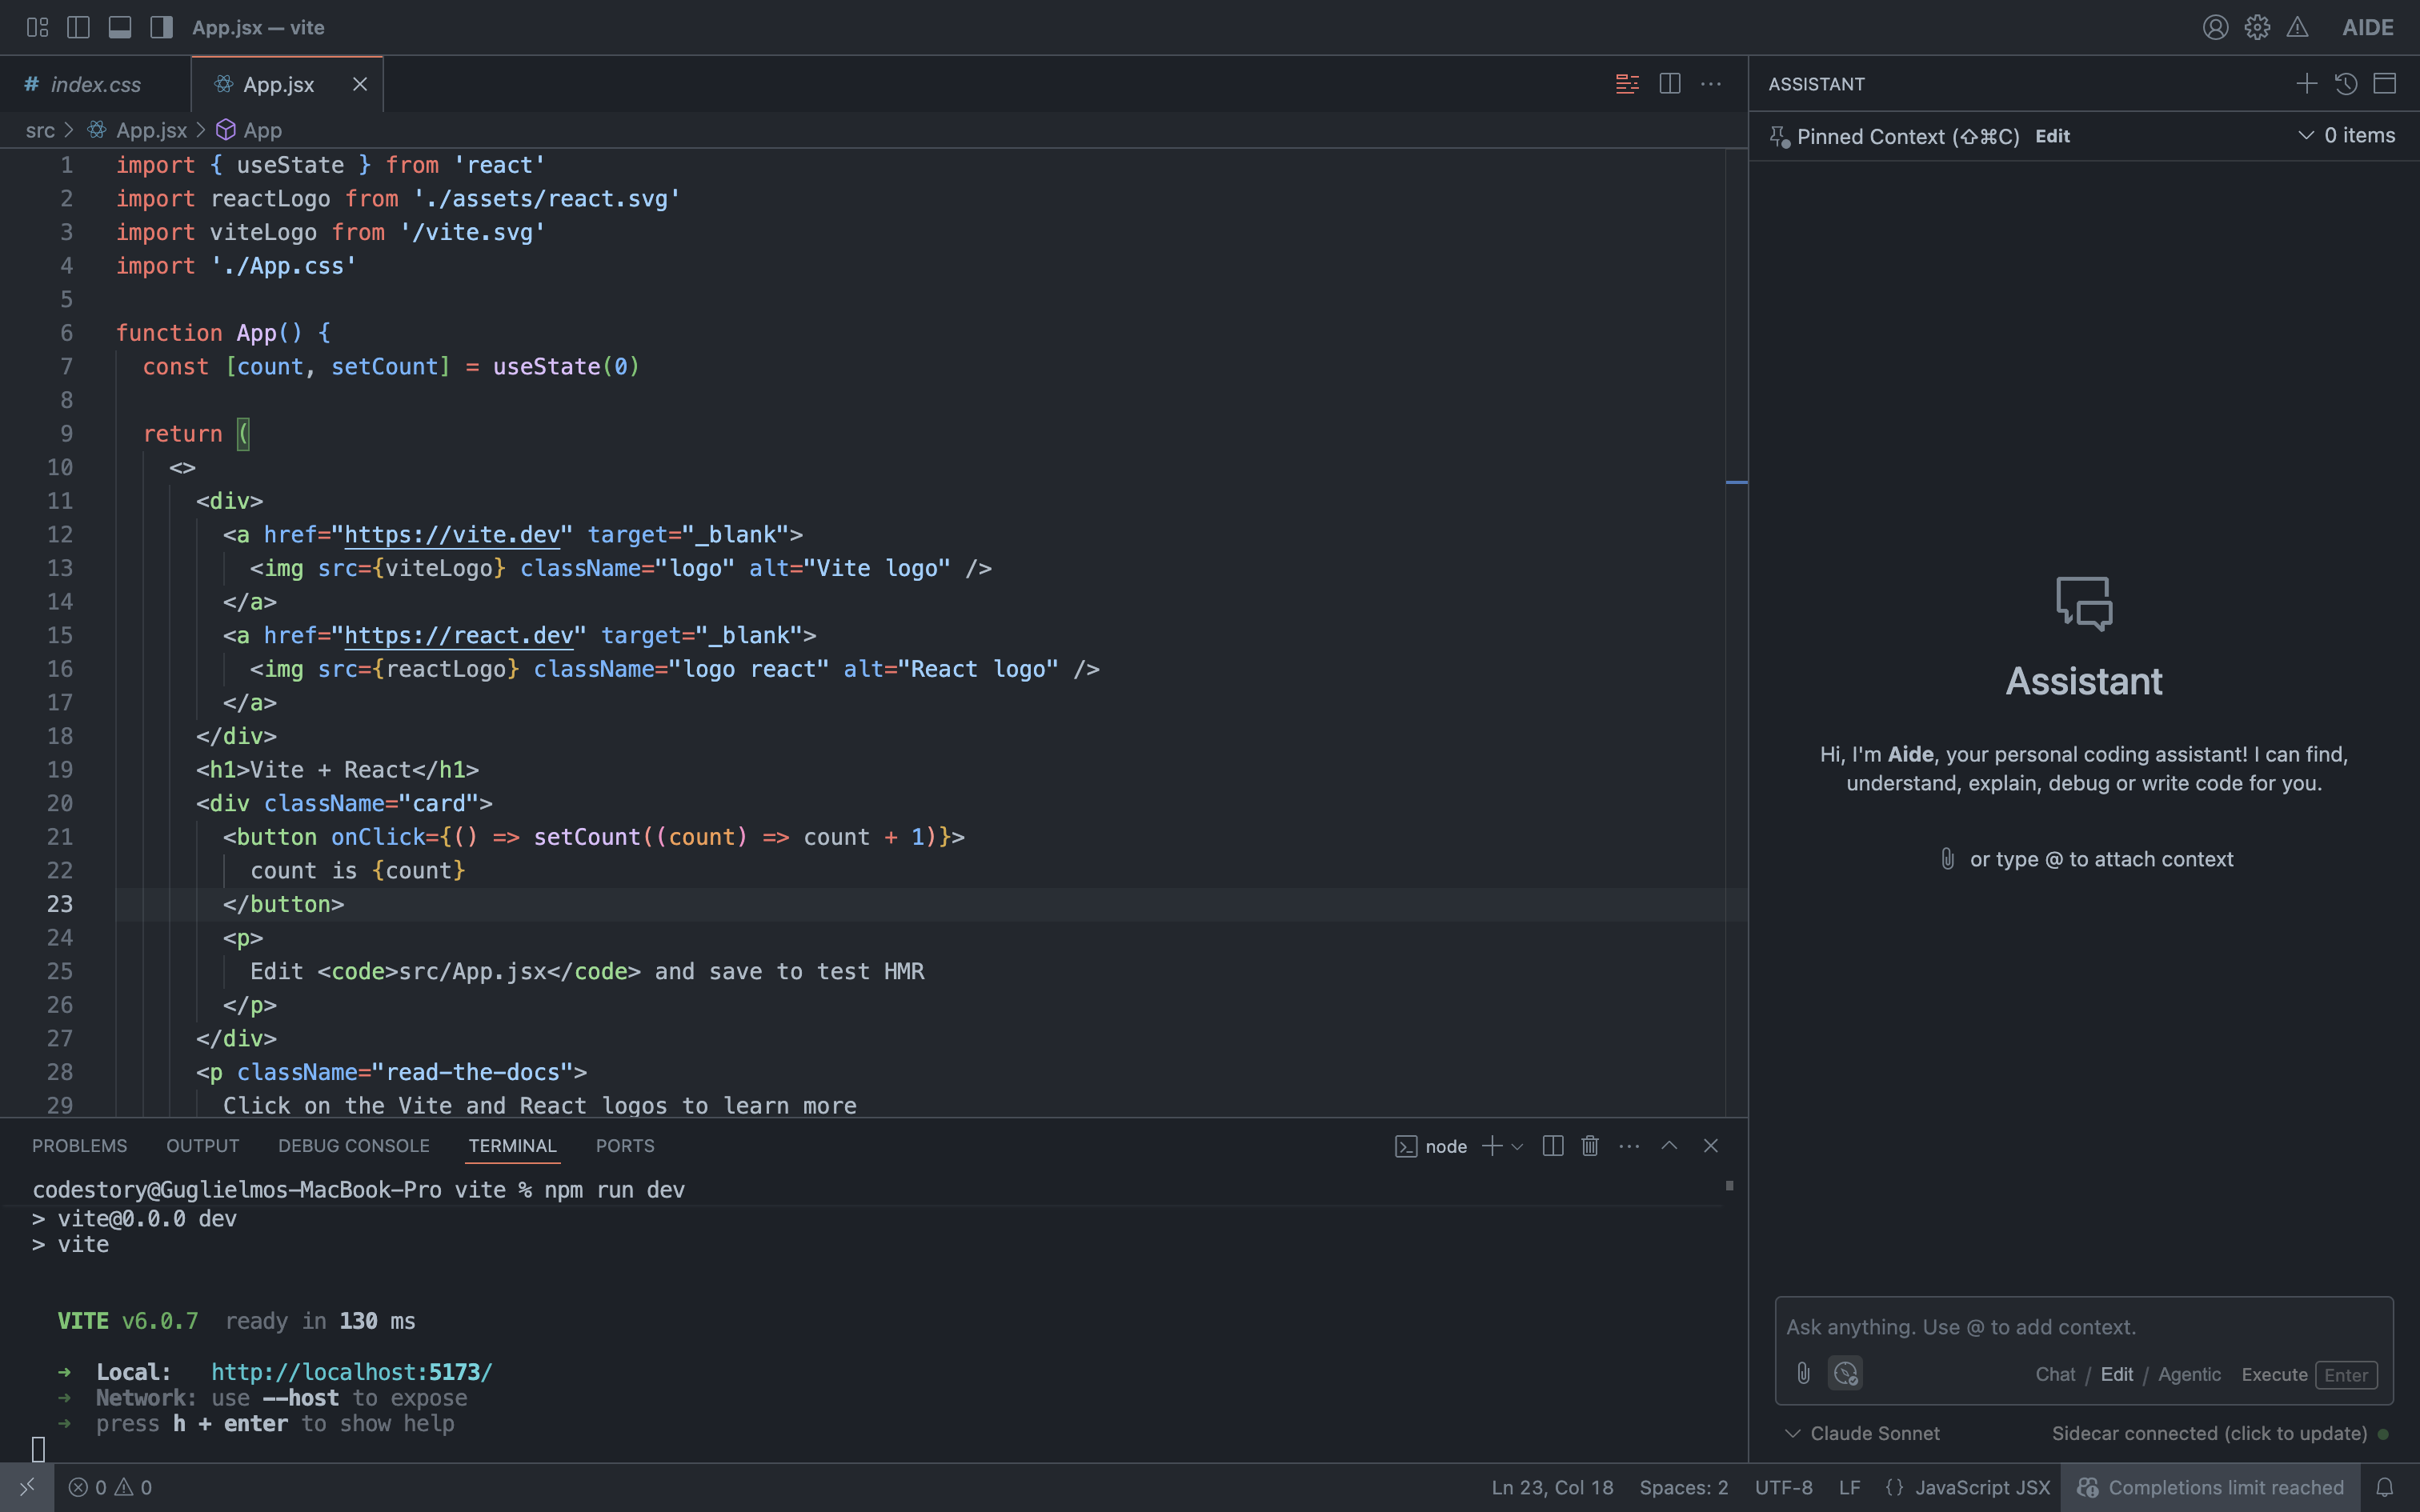 App.jsx — vite
AIDE
# index.css
App.jsx
src > App.jsx > App
1 import { useState } from 'react'
2 import reactLogo from './assets/react.svg'
3 import viteLogo from '/vite.svg'
4 import './App.css'
5
6 function App() {
7 const [count, setCount] = useState(0)
8
9 return (
10 <>
11 <div>
12 <a href="https://vite.dev" target="_blank">
13 <img src={viteLogo} className="logo" alt="Vite logo" />
14 </a>
15 <a href="https://react.dev" target="_blank">
16 <img src={reactLogo} className="logo react" alt="React logo" />
17 </a>
18 </div>
19 <h1>Vite + React</h1>
20 <div className="card">
21 <button onClick={() => setCount((count) => count + 1)}>
22 count is {count}
23 </button>
24 <p>
25 Edit <code>src/App.jsx</code> and save to test HMR
26 </p>
27 </div>
28 <p className="read-the-docs">
29 Click on the Vite and React logos to learn more
PROBLEMS OUTPUT DEBUG CONSOLE TERMINAL PORTS
node
codestory@Guglielmos-MacBook-Pro vite % npm run dev
> vite@0.0.0 dev
> vite
VITE v6.0.7 ready in 130 ms
➜ Local: http://localhost:5173/
➜ Network: use --host to expose
➜ press h + enter to show help
ASSISTANT
Pinned Context (⇧⌘C) Edit
0 items
Assistant
Hi, I'm Aide, your personal coding assistant! I can find,
understand, explain, debug or write code for you.
or type @ to attach context
Ask anything. Use @ to add context.
Chat / Edit / Agentic Execute Enter
Claude Sonnet
Sidecar connected (click to update)
0 0
Ln 23, Col 18 Spaces: 2 UTF-8 LF {} JavaScript JSX Completions limit reached